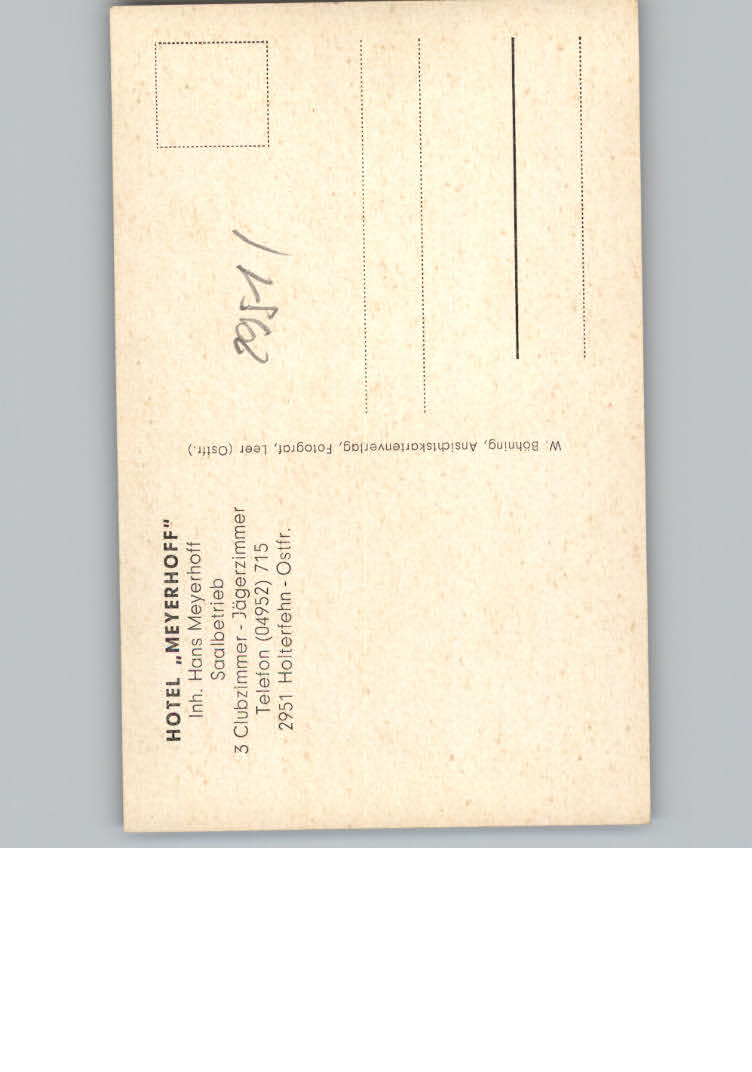 HOTEL „MEYERHOFF"
Inh. Hans Meyerhoff
Saalbetrieb
3 Clubzimmer - Jägerzimmer
Telefon (04952) 715
2951 Holterfehn - Ostfr.
W. Böhning, Ansichtskartenverlag, Fotograf, Leer (Ostfr.)
2951/